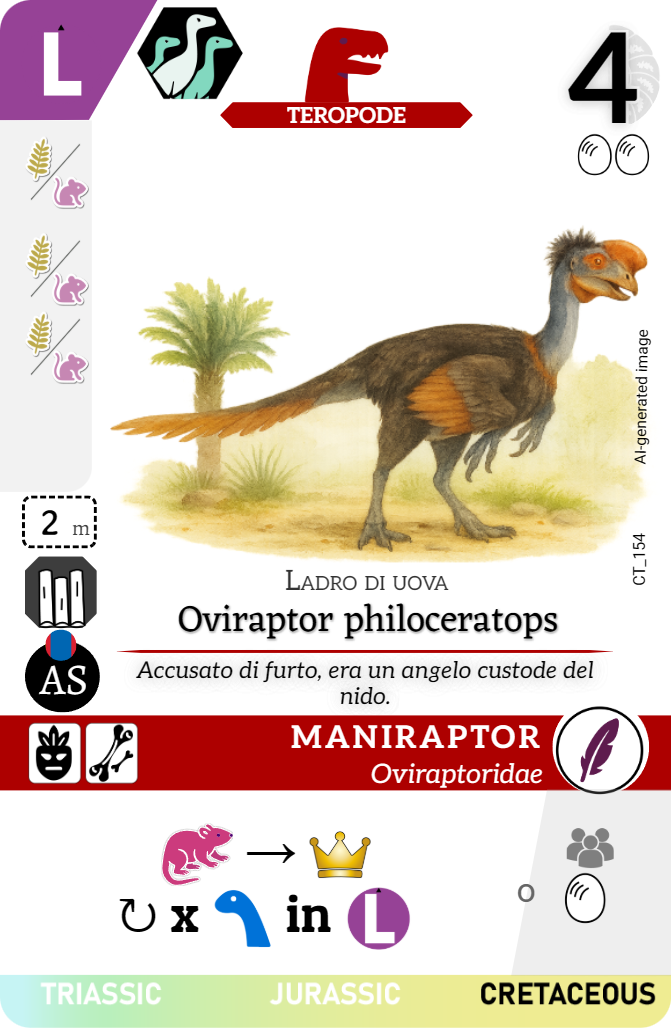 L
TEROPODE
4
AI-generated image
CT_154
2 m
AS
Ladro di uova
Oviraptor philoceratops
Accusato di furto, era un angelo custode del
nido.
MANIRAPTOR
Oviraptoridae
x in L
o
TRIASSIC JURASSIC CRETACEOUS